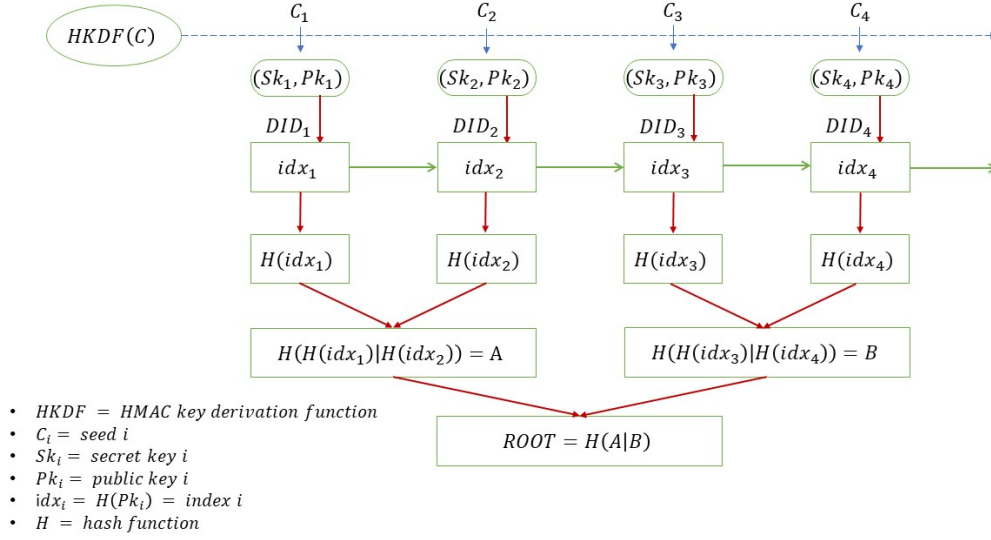 C₁ C₂ C₃ C₄
HKDF(C)
(Sk₁, Pk₁) (Sk₂, Pk₂) (Sk₃, Pk₃) (Sk₄, Pk₄)
DID₁ DID₂ DID₃ DID₄
idx₁ idx₂ idx₃ idx₄
H(idx₁) H(idx₂) H(idx₃) H(idx₄)
H(H(idx₁)|H(idx₂)) = A H(H(idx₃)|H(idx₄)) = B
ROOT = H(A|B)
• HKDF = HMAC key derivation function
• Cᵢ = seed i
• Skᵢ = secret key i
• Pkᵢ = public key i
• idxᵢ = H(Pkᵢ) = index i
• H = hash function